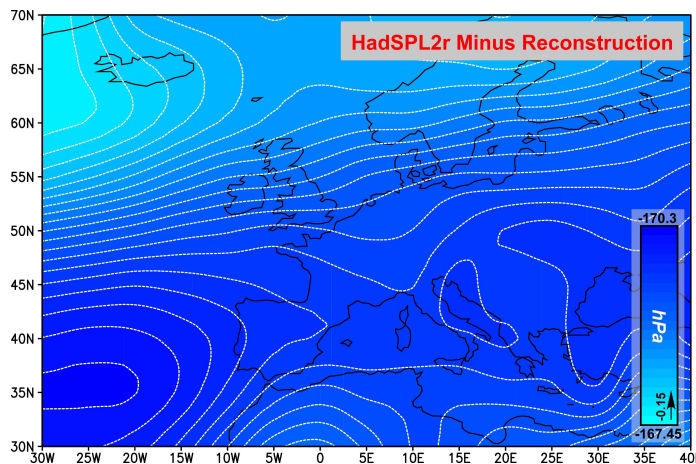 70N
HadSPL2r Minus Reconstruction
65N
60N
55N
-170.3
50N
45N
hPa
40N
-0.15
35N
-167.45
30N
30W 25W 20W 15W 10W 5W 0 5E 10E 15E 20E 25E 30E 35E 40E